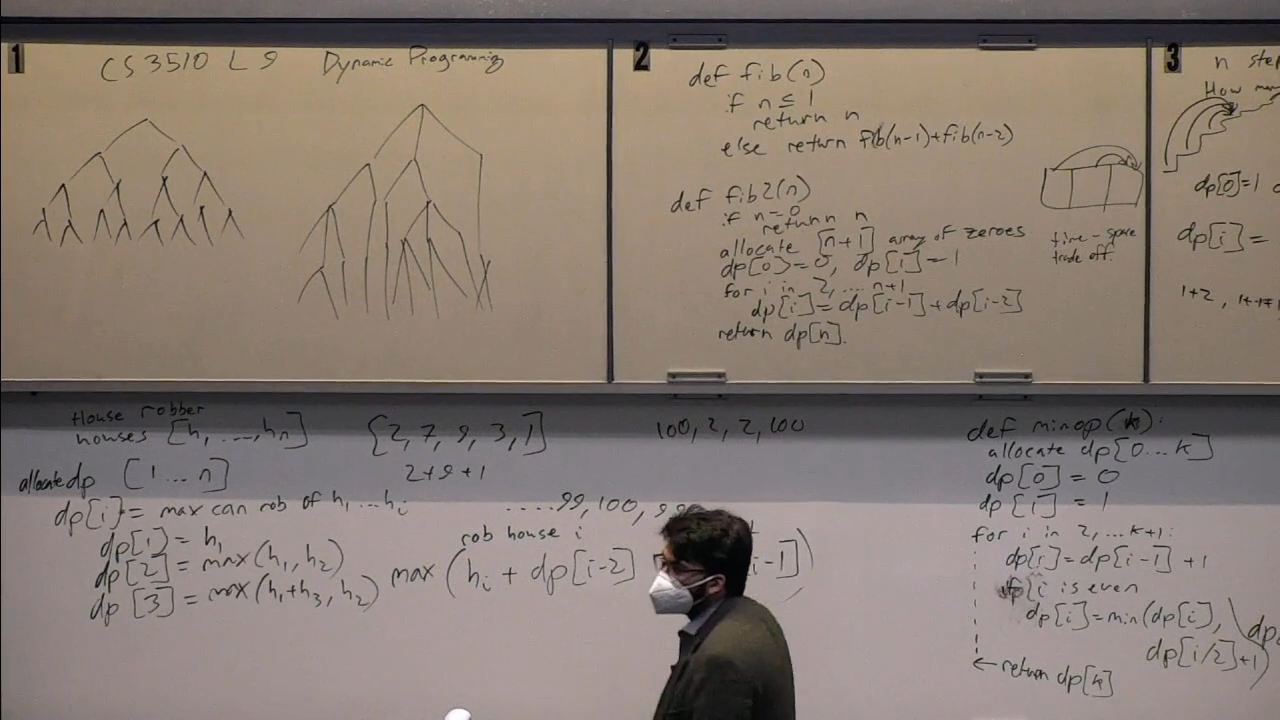 1
CS 3510 L 9 Dynamic Programming
2
def fib(n)
if n ≤ 1
return n
else return fib(n-1)+fib(n-2)
def fib2(n)
if n=0
return n
allocate [n+1] array of zeroes
dp[0]=0, dp[1]=1
for i in 2, ... n+1
dp[i]=dp[i-1]+dp[i-2]
return dp[n].
time-space
trade off.
3
n step
How man
dp[0]=1
dp[i]=
1+2, 1+1+1
House robber
houses [h1, ..., hn]
[2, 7, 9, 3, 1]
2+9+1
100, 2, 2, 100
allocate dp [1...n]
dp[i]= max can rob of h1...hi
.....99, 100, 99
dp[1] = h1
dp[2] = max(h1, h2)
dp[3] = max(h1+h3, h2)
rob house i
max(hi + dp[i-2] i-1])
def minop(k):
allocate dp[0...k]
dp[0] = 0
dp[1] = 1
for i in 2, ... k+1:
dp[i]=dp[i-1]+1
if i is even
dp[i]=min(dp[i],
dp[i/2]+1)
return dp[k]
dp